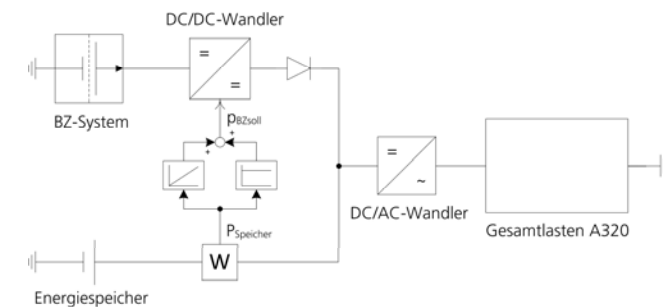 DC/DC-Wandler
=
=
BZ-System
pBZsoll
+
+
=
~
DC/AC-Wandler
Gesamtlasten A320
PSpeicher
W
Energiespeicher